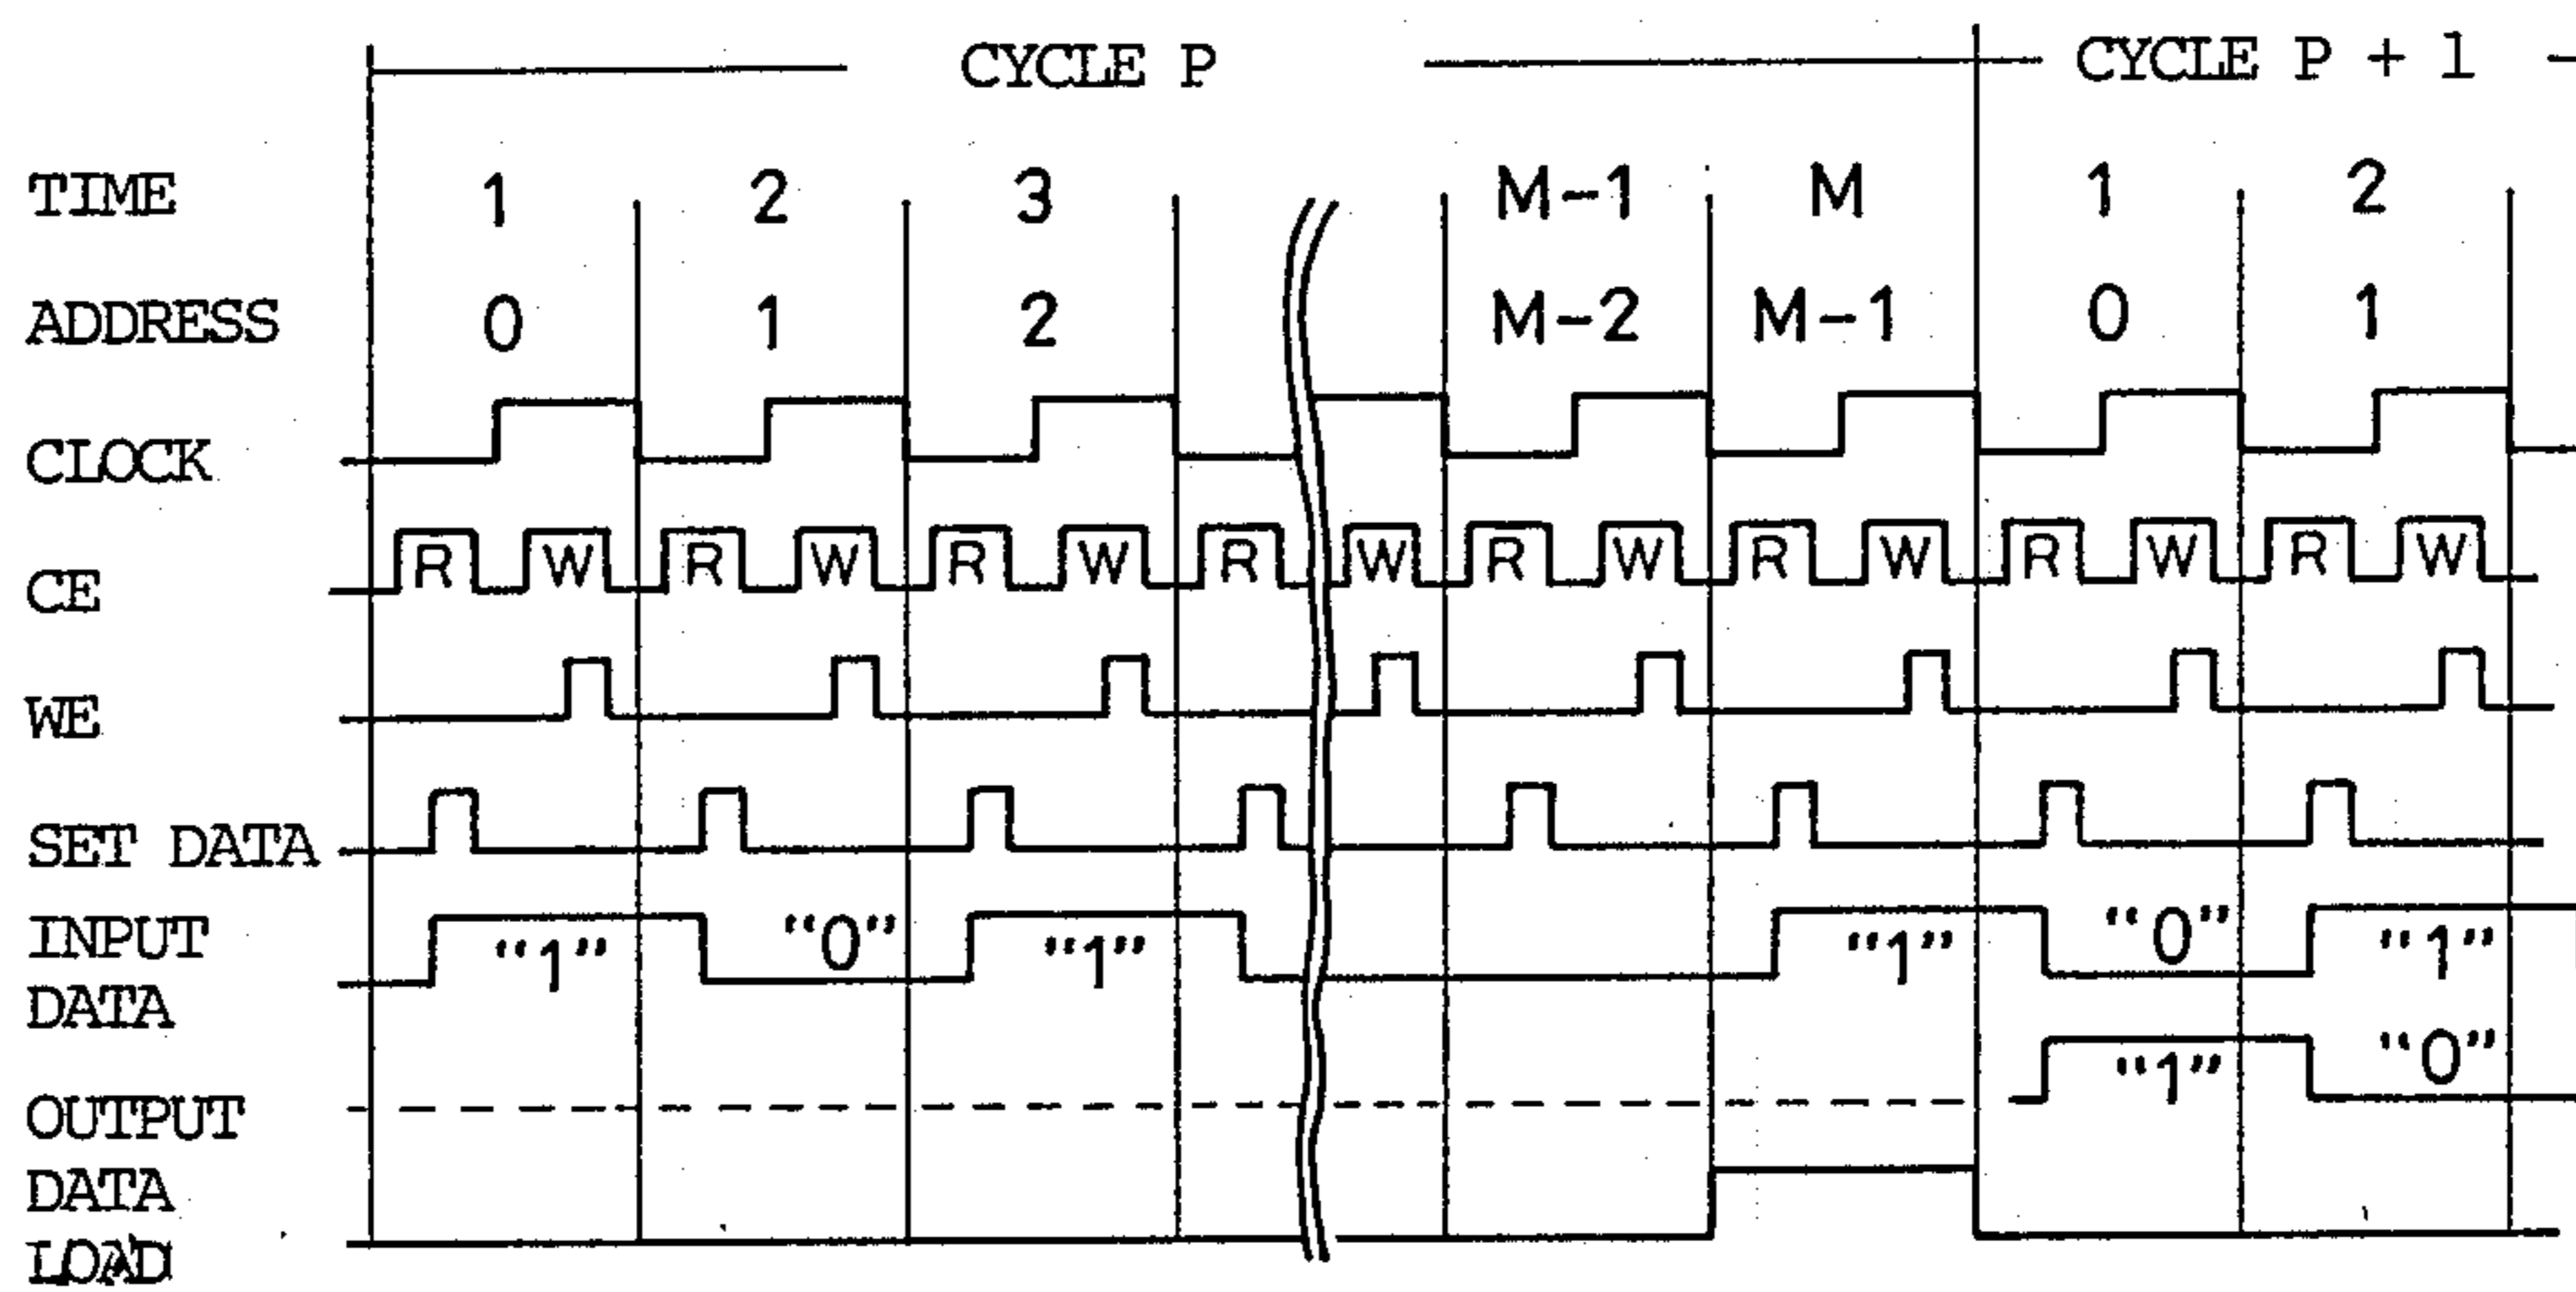 CYCLE P CYCLE P + 1
TIME 1 2 3 M-1 M 1 2
ADDRESS 0 1 2 M-2 M-1 0 1
CLOCK
CE R W R W R W R W R W R W R W R W
WE
SET DATA
INPUT "1" "0" "1" "1" "0" "1"
DATA
"1" "0"
OUTPUT
DATA
LOAD